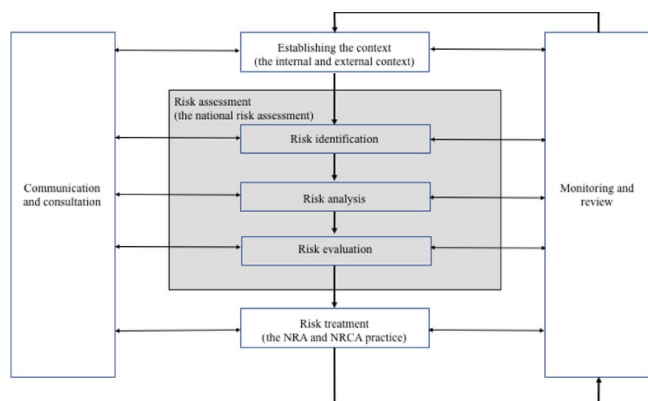 Establishing the context
(the internal and external context)
Risk assessment
(the national risk assessment)
Risk identification
Communication
and consultation
Risk analysis
Monitoring and
review
Risk evaluation
Risk treatment
(the NRA and NRCA practice)